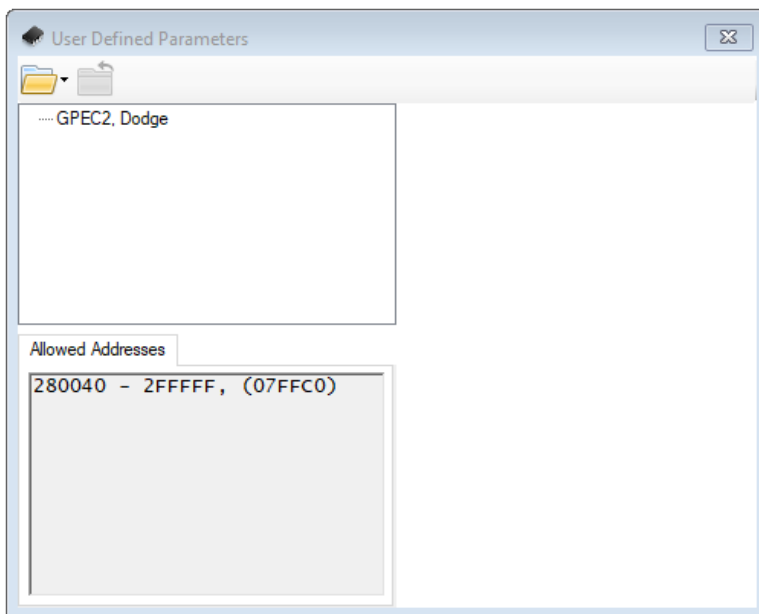 User Defined Parameters
GPEC2, Dodge
Allowed Addresses
280040 - 2FFFFF, (07FFC0)